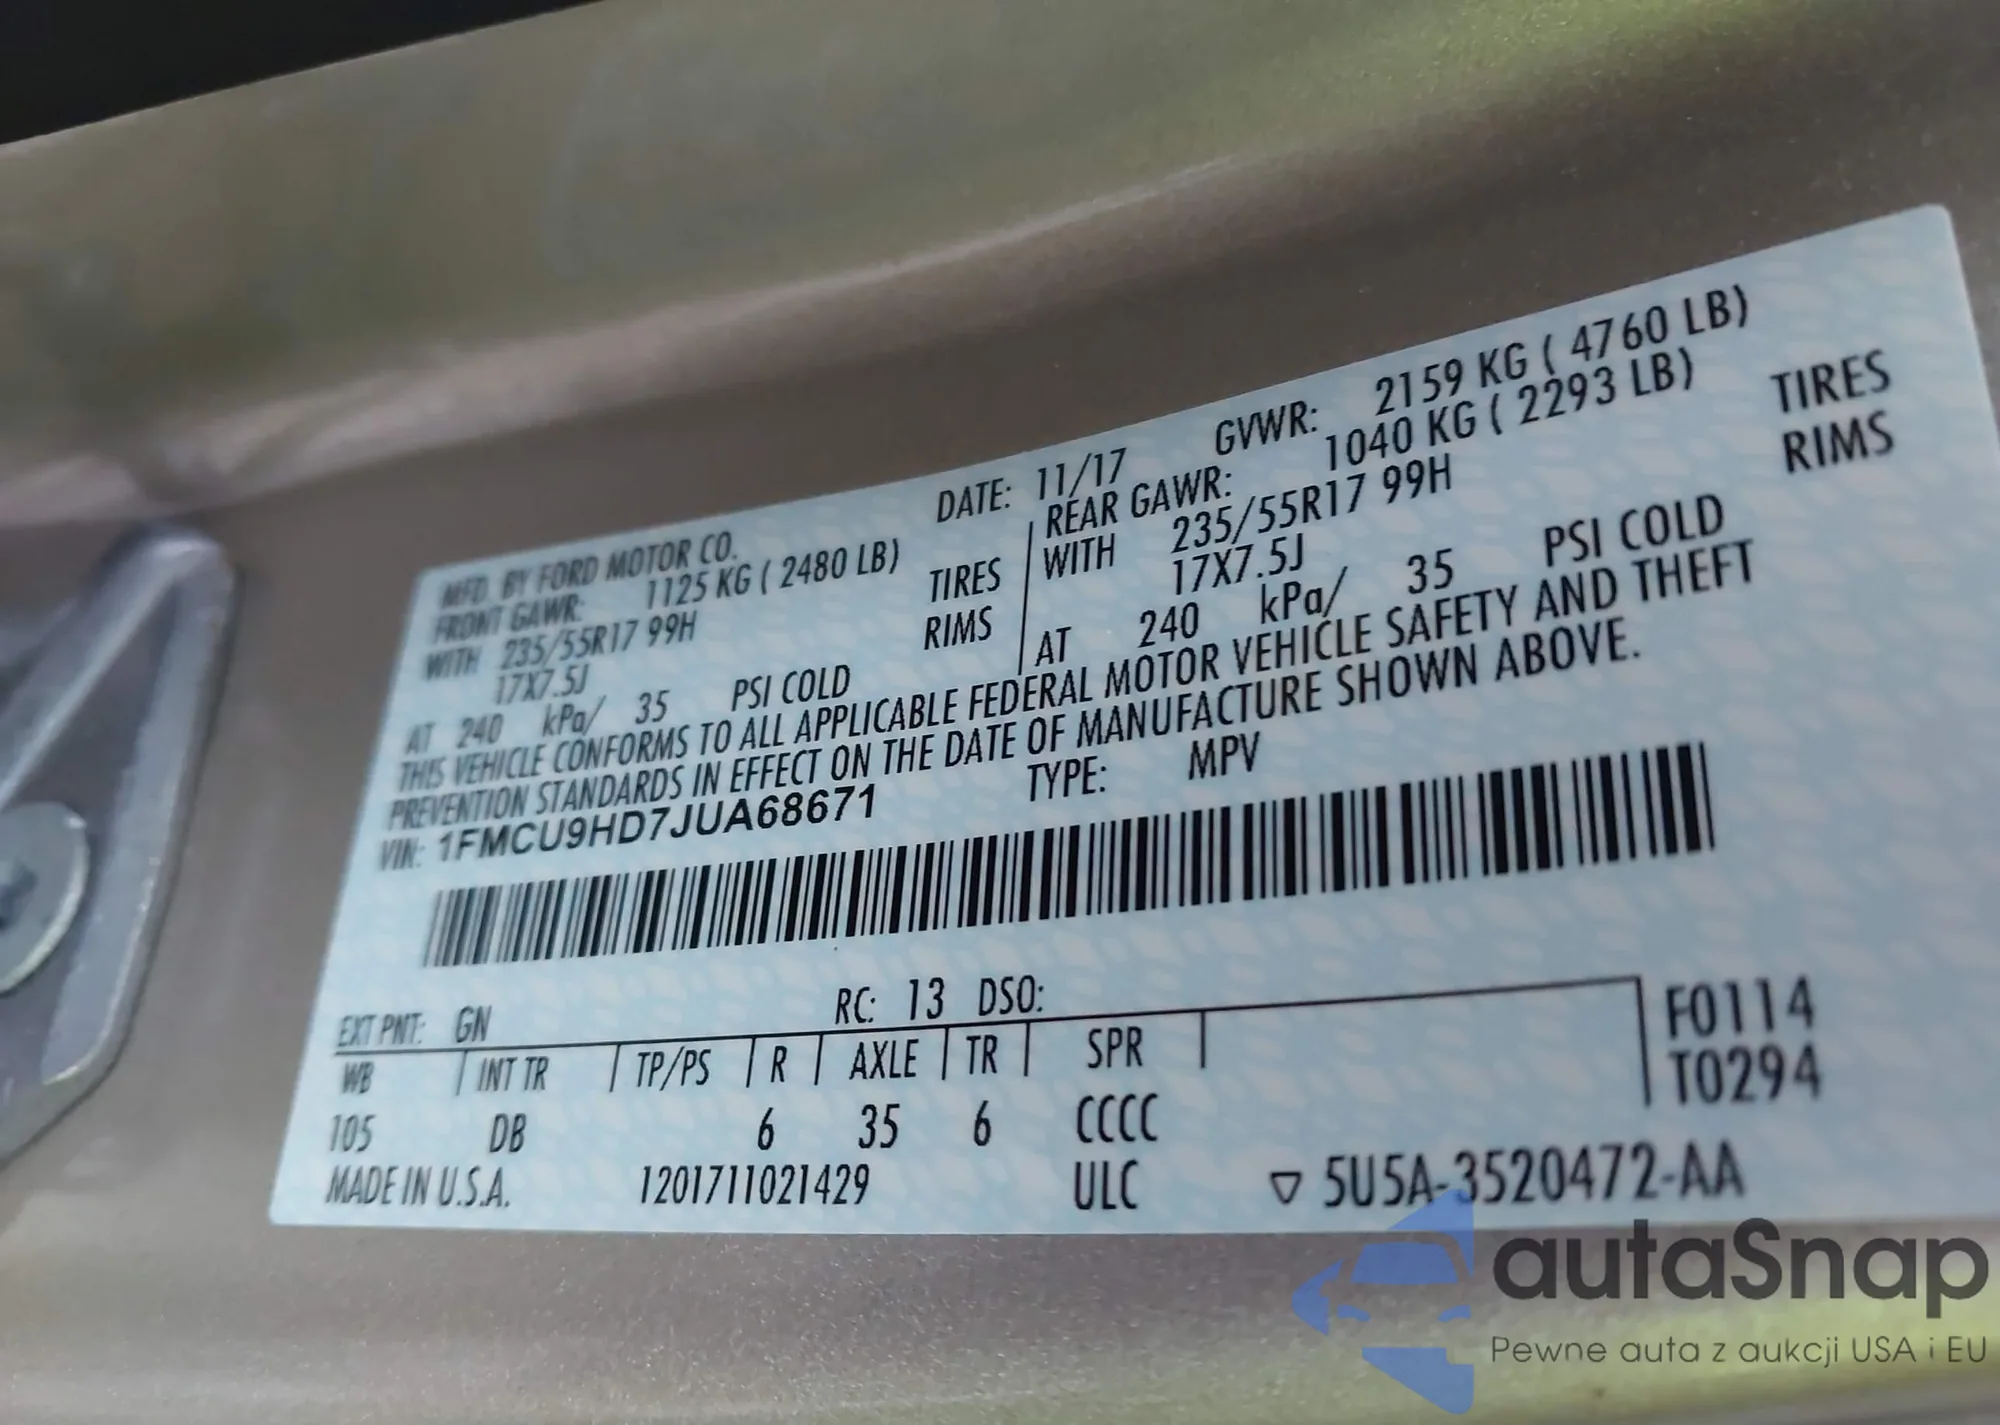 MFD. BY FORD MOTOR CO. DATE: 11/17 GVWR: 2159 KG ( 4760 LB)
FRONT GAWR: 1125 KG ( 2480 LB) REAR GAWR: 1040 KG ( 2293 LB)
WITH 235/55R17 99H TIRES WITH 235/55R17 99H TIRES
17X7.5J RIMS 17X7.5J RIMS
AT 240 kPa/ 35 PSI COLD AT 240 kPa/ 35 PSI COLD
THIS VEHICLE CONFORMS TO ALL APPLICABLE FEDERAL MOTOR VEHICLE SAFETY AND THEFT
PREVENTION STANDARDS IN EFFECT ON THE DATE OF MANUFACTURE SHOWN ABOVE.
VIN: 1FMCU9HD7JUA68671 TYPE: MPV
EXT PNT: GN RC: 13 DSO: F0114
WB INT TR TP/PS R AXLE TR SPR T0294
105 DB 6 35 6 CCCC
MADE IN U.S.A. 1201711021429 ULC ▽ 5U5A-3520472-AA
autaSnap
Pewne auta z aukcji USA i EU